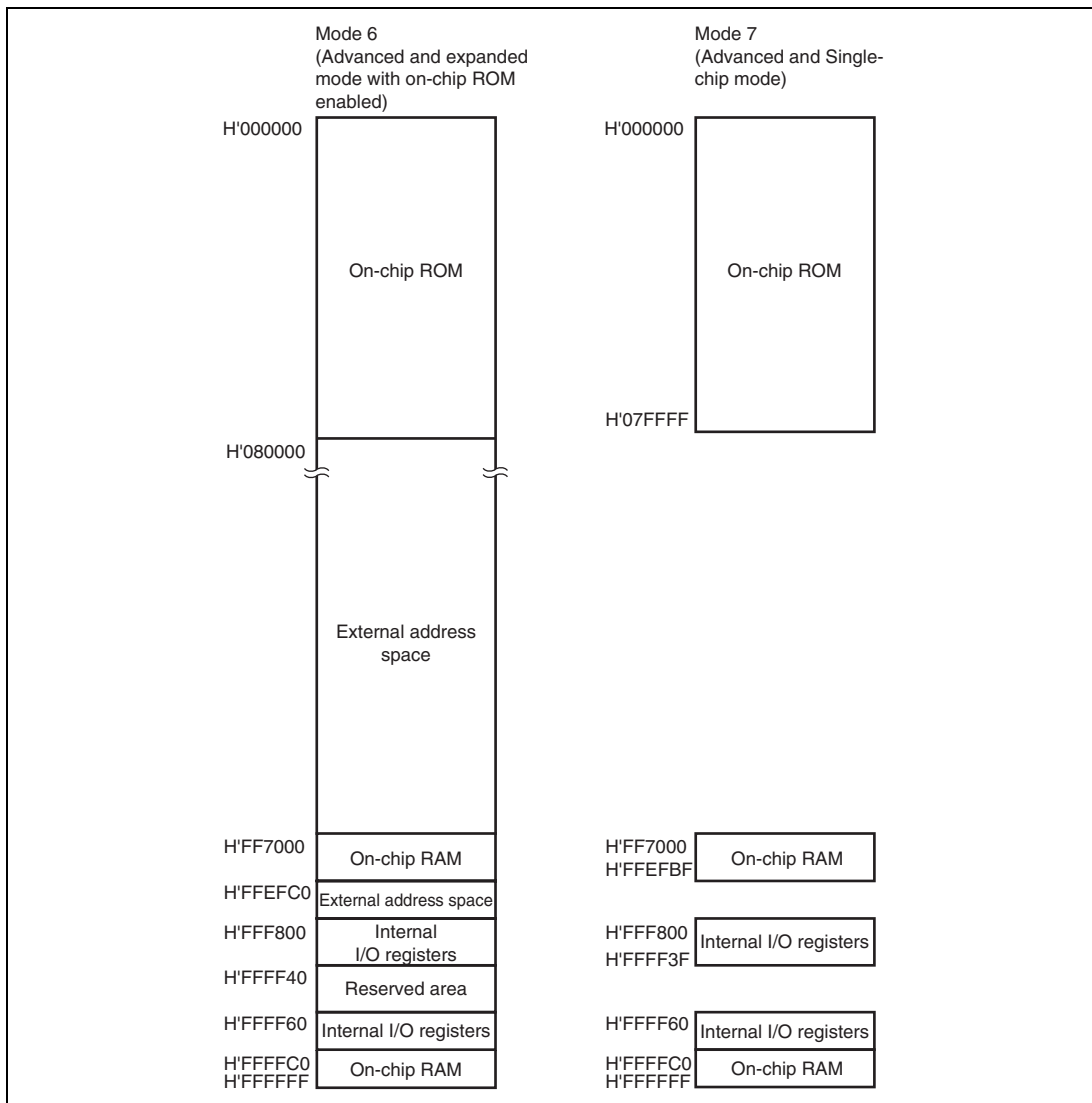 Mode 6
(Advanced and expanded
mode with on-chip ROM
enabled)
H'000000
On-chip ROM
H'080000
External address
space
H'FF7000
On-chip RAM
H'FFEFC0
External address space
H'FFF800
Internal
I/O registers
H'FFFF40
Reserved area
H'FFFF60
Internal I/O registers
H'FFFFC0
On-chip RAM
H'FFFFFF
Mode 7
(Advanced and Single-
chip mode)
H'000000
On-chip ROM
H'07FFFF
H'FF7000
On-chip RAM
H'FFEFBF
H'FFF800
Internal I/O registers
H'FFFF3F
H'FFFF60
Internal I/O registers
H'FFFFC0
On-chip RAM
H'FFFFFF